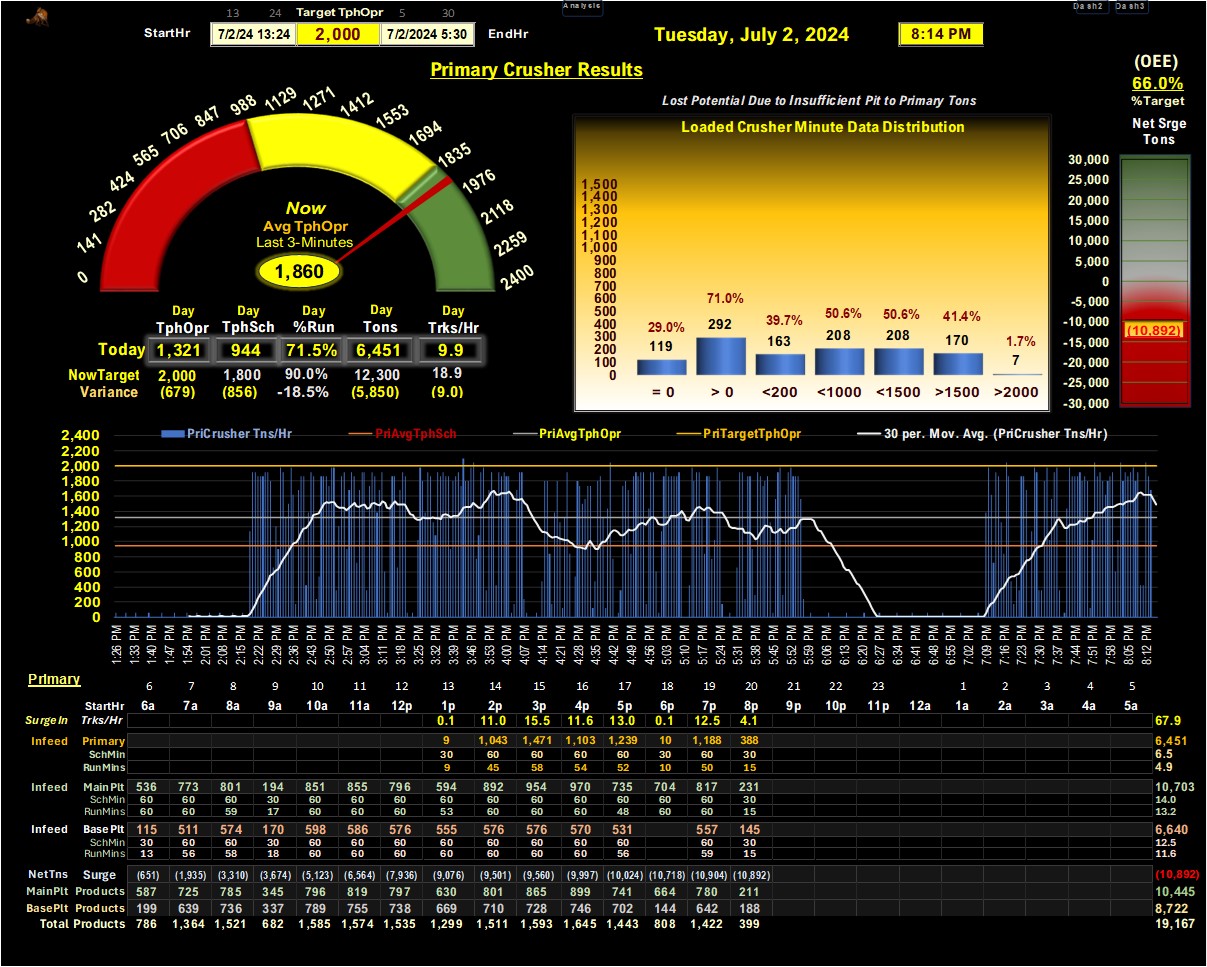 13 24 Target TphOpr 5 30
Analysis
Dash2 Dash3
StartHr 7/2/24 13:24 2,000 7/2/2024 5:30 EndHr
Tuesday, July 2, 2024
8:14 PM
Primary Crusher Results
(OEE)
66.0%
%Target
Net Srge
Tons
Lost Potential Due to Insufficient Pit to Primary Tons
Loaded Crusher Minute Data Distribution
0 141 282 424 565 706 847 988 1129 1271 1412 1553 1694 1835 1976 2118 2259 2400
Now
Avg TphOpr
Last 3-Minutes
1,860
1,500
1,400
1,300
1,200
1,100
1,000
900
800
700
600
500
400
300
200
100
0
29.0% 71.0% 39.7% 50.6% 50.6% 41.4% 1.7%
119 292 163 208 208 170 7
= 0 > 0 <200 <1000 <1500 >1500 >2000
30,000
25,000
20,000
15,000
10,000
5,000
0
-5,000
-10,000
-15,000
-20,000
-25,000
-30,000
(10,892)
Day Day Day Day Day
TphOpr TphSch %Run Tons Trks/Hr
Today 1,321 944 71.5% 6,451 9.9
NowTarget 2,000 1,800 90.0% 12,300 18.9
Variance (679) (856) -18.5% (5,850) (9.0)
PriCrusher Tns/Hr PriAvgTphSch PriAvgTphOpr PriTargetTphOpr 30 per. Mov. Avg. (PriCrusher Tns/Hr)
2,400
2,200
2,000
1,800
1,600
1,400
1,200
1,000
800
600
400
200
0
1:26 PM 1:33 PM 1:40 PM 1:47 PM 1:54 PM 2:01 PM 2:08 PM 2:15 PM 2:22 PM 2:29 PM 2:36 PM 2:43 PM 2:50 PM 2:57 PM 3:04 PM 3:11 PM 3:18 PM 3:25 PM 3:32 PM 3:39 PM 3:46 PM 3:53 PM 4:00 PM 4:07 PM 4:14 PM 4:21 PM 4:28 PM 4:35 PM 4:42 PM 4:49 PM 4:56 PM 5:03 PM 5:10 PM 5:17 PM 5:24 PM 5:31 PM 5:38 PM 5:45 PM 5:52 PM 5:59 PM 6:06 PM 6:13 PM 6:20 PM 6:27 PM 6:34 PM 6:41 PM 6:48 PM 6:55 PM 7:02 PM 7:09 PM 7:16 PM 7:23 PM 7:30 PM 7:37 PM 7:44 PM 7:51 PM 7:58 PM 8:05 PM 8:12 PM
Primary
6 7 8 9 10 11 12 13 14 15 16 17 18 19 20 21 22 23 1 2 3 4 5
StartHr 6a 7a 8a 9a 10a 11a 12p 1p 2p 3p 4p 5p 6p 7p 8p 9p 10p 11p 12a 1a 2a 3a 4a 5a
SurgeIn Trks/Hr 0.1 11.0 15.5 11.6 13.0 0.1 12.5 4.1 67.9
Infeed Primary 9 1,043 1,471 1,103 1,239 10 1,188 388 6,451
SchMin 30 60 60 60 60 30 60 30 6.5
RunMins 9 45 58 54 52 10 50 15 4.9
Infeed MainPlt 536 773 801 194 851 855 796 594 892 954 970 735 704 817 231 10,703
SchMin 60 60 60 30 60 60 60 60 60 60 60 60 60 60 30 14.0
RunMins 60 60 59 17 60 60 60 53 60 60 60 48 60 60 15 13.2
Infeed BasePlt 115 511 574 170 598 586 576 555 576 576 570 531 557 145 6,640
SchMin 30 60 60 30 60 60 60 60 60 60 60 60 60 30 12.5
RunMins 13 56 58 18 60 60 60 60 60 60 60 56 59 15 11.6
NetTns Surge (651) (1,935) (3,310) (3,674) (5,123) (6,564) (7,936) (9,076) (9,501) (9,560) (9,997) (10,024) (10,718) (10,904) (10,892) (10,892)
MainPlt Products 587 725 785 345 796 819 797 630 801 865 899 741 664 780 211 10,445
BasePlt Products 199 639 736 337 789 755 738 669 710 728 746 702 144 642 188 8,722
Total Products 786 1,364 1,521 682 1,585 1,574 1,535 1,299 1,511 1,593 1,645 1,443 808 1,422 399 19,167